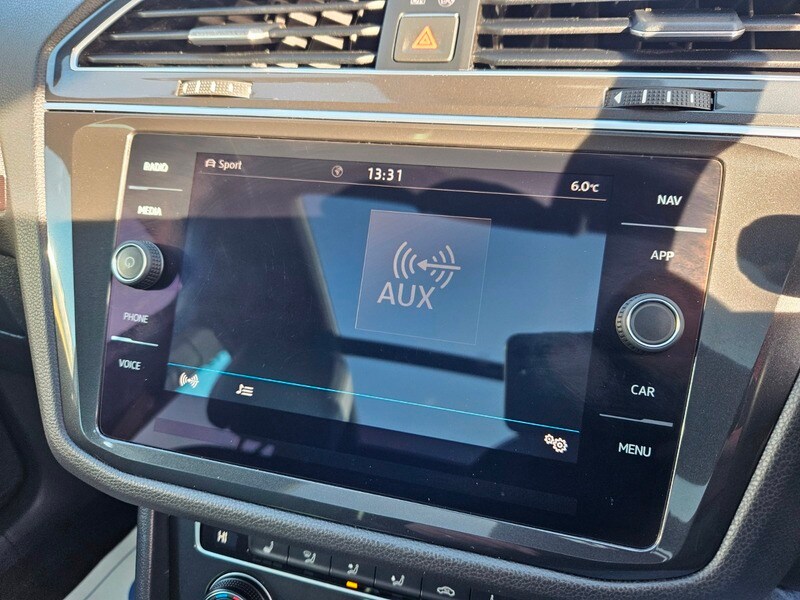 RADIO
MEDIA
PHONE
VOICE
Sport
13:31
6.0°C
AUX
NAV
APP
CAR
MENU